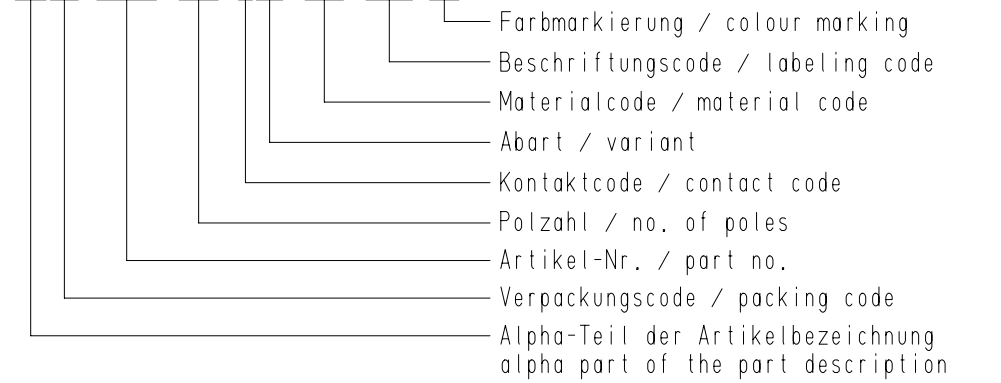 Farbmarkierung / colour marking
Beschriftungscode / labeling code
Materialcode / material code
Abart / variant
Kontaktcode / contact code
Polzahl / no. of poles
Artikel-Nr. / part no.
Verpackungscode / packing code
Alpha-Teil der Artikelbezeichnung
alpha part of the part description